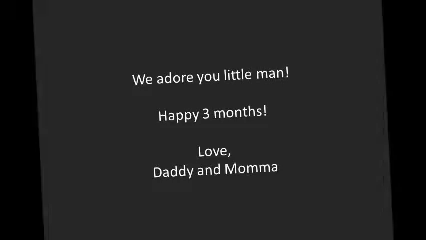 We adore you little man!
Happy 3 months!
Love,
Daddy and Momma